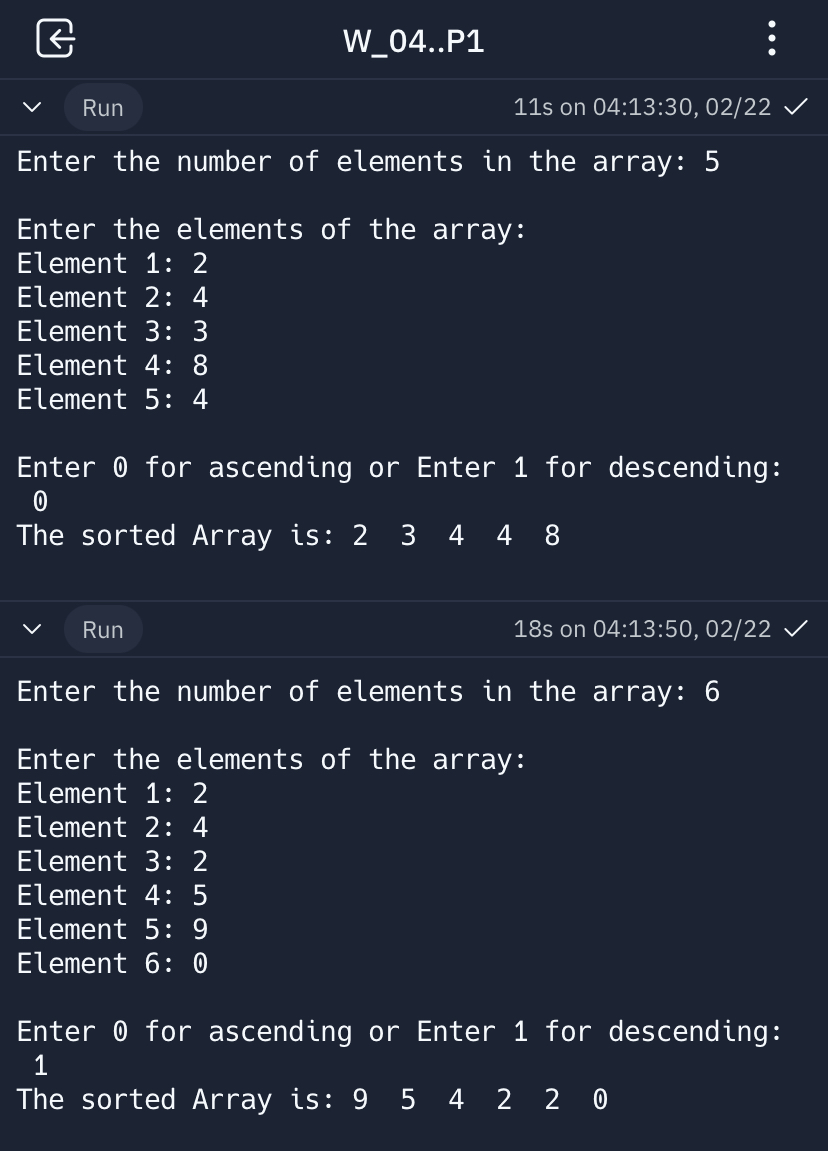 W_04..P1
Run 11s on 04:13:30, 02/22
Enter the number of elements in the array: 5
Enter the elements of the array:
Element 1: 2
Element 2: 4
Element 3: 3
Element 4: 8
Element 5: 4
Enter 0 for ascending or Enter 1 for descending:
0
The sorted Array is: 2  3  4  4  8
Run 18s on 04:13:50, 02/22
Enter the number of elements in the array: 6
Enter the elements of the array:
Element 1: 2
Element 2: 4
Element 3: 2
Element 4: 5
Element 5: 9
Element 6: 0
Enter 0 for ascending or Enter 1 for descending:
1
The sorted Array is: 9  5  4  2  2  0